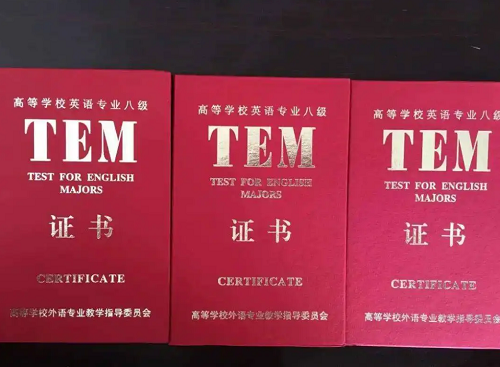 高等学校英语专业八级
TEM
TEST FOR ENGLISH
MAJORS
证书
CERTIFICATE
高等学校外语专业教学指导委员会
高等学校英语专业八级
TEM
TEST FOR ENGLISH
MAJORS
证书
CERTIFICATE
高等学校外语专业教学指导委员会
高等学校英语专业八级
TEM
TEST FOR ENGLISH
MAJORS
证书
CERTIFICATE
高等学校外语专业教学指导委员会